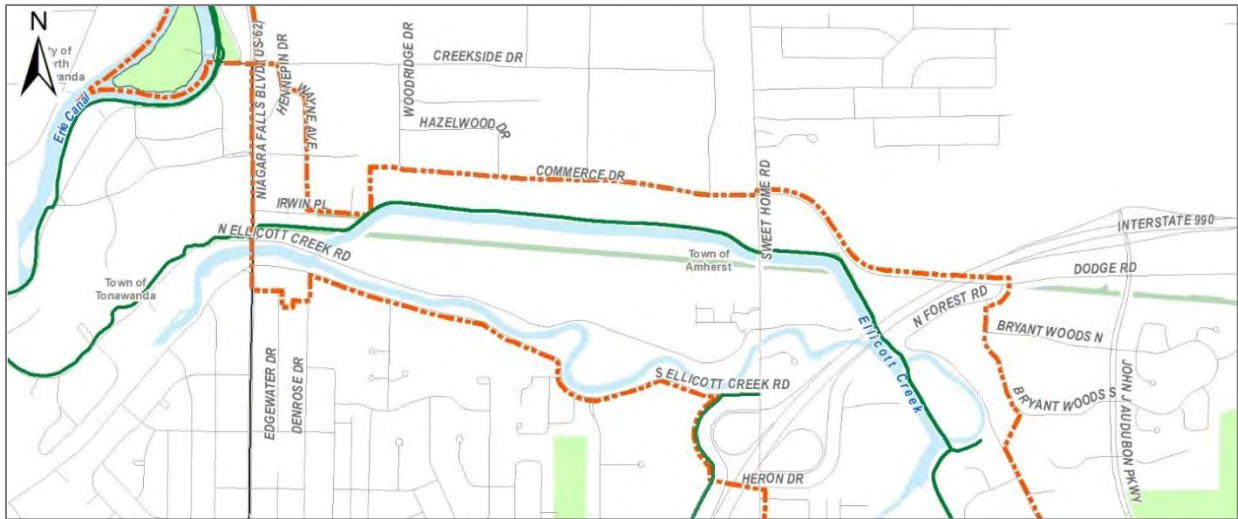 N
ty of
orth
wanda
Erie Canal
NIAGARA FALLS BLVD (US-62)
HENNEPIN DR
WAYNE AVE
CREEKSIDE DR
WOODRIDGE DR
HAZELWOOD DR
COMMERCE DR
SWEET HOME RD
IRWIN PL
N ELLICOTT CREEK RD
Town of
Tonawanda
Town of
Amherst
INTERSTATE 990
DODGE RD
N FOREST RD
BRYANT WOODS N
Ellicott Creek
S ELLICOTT CREEK RD
BRYANT WOODS S
JOHN J AUDUBON PKWY
EDGEWATER DR
DENROSE DR
HERON DR